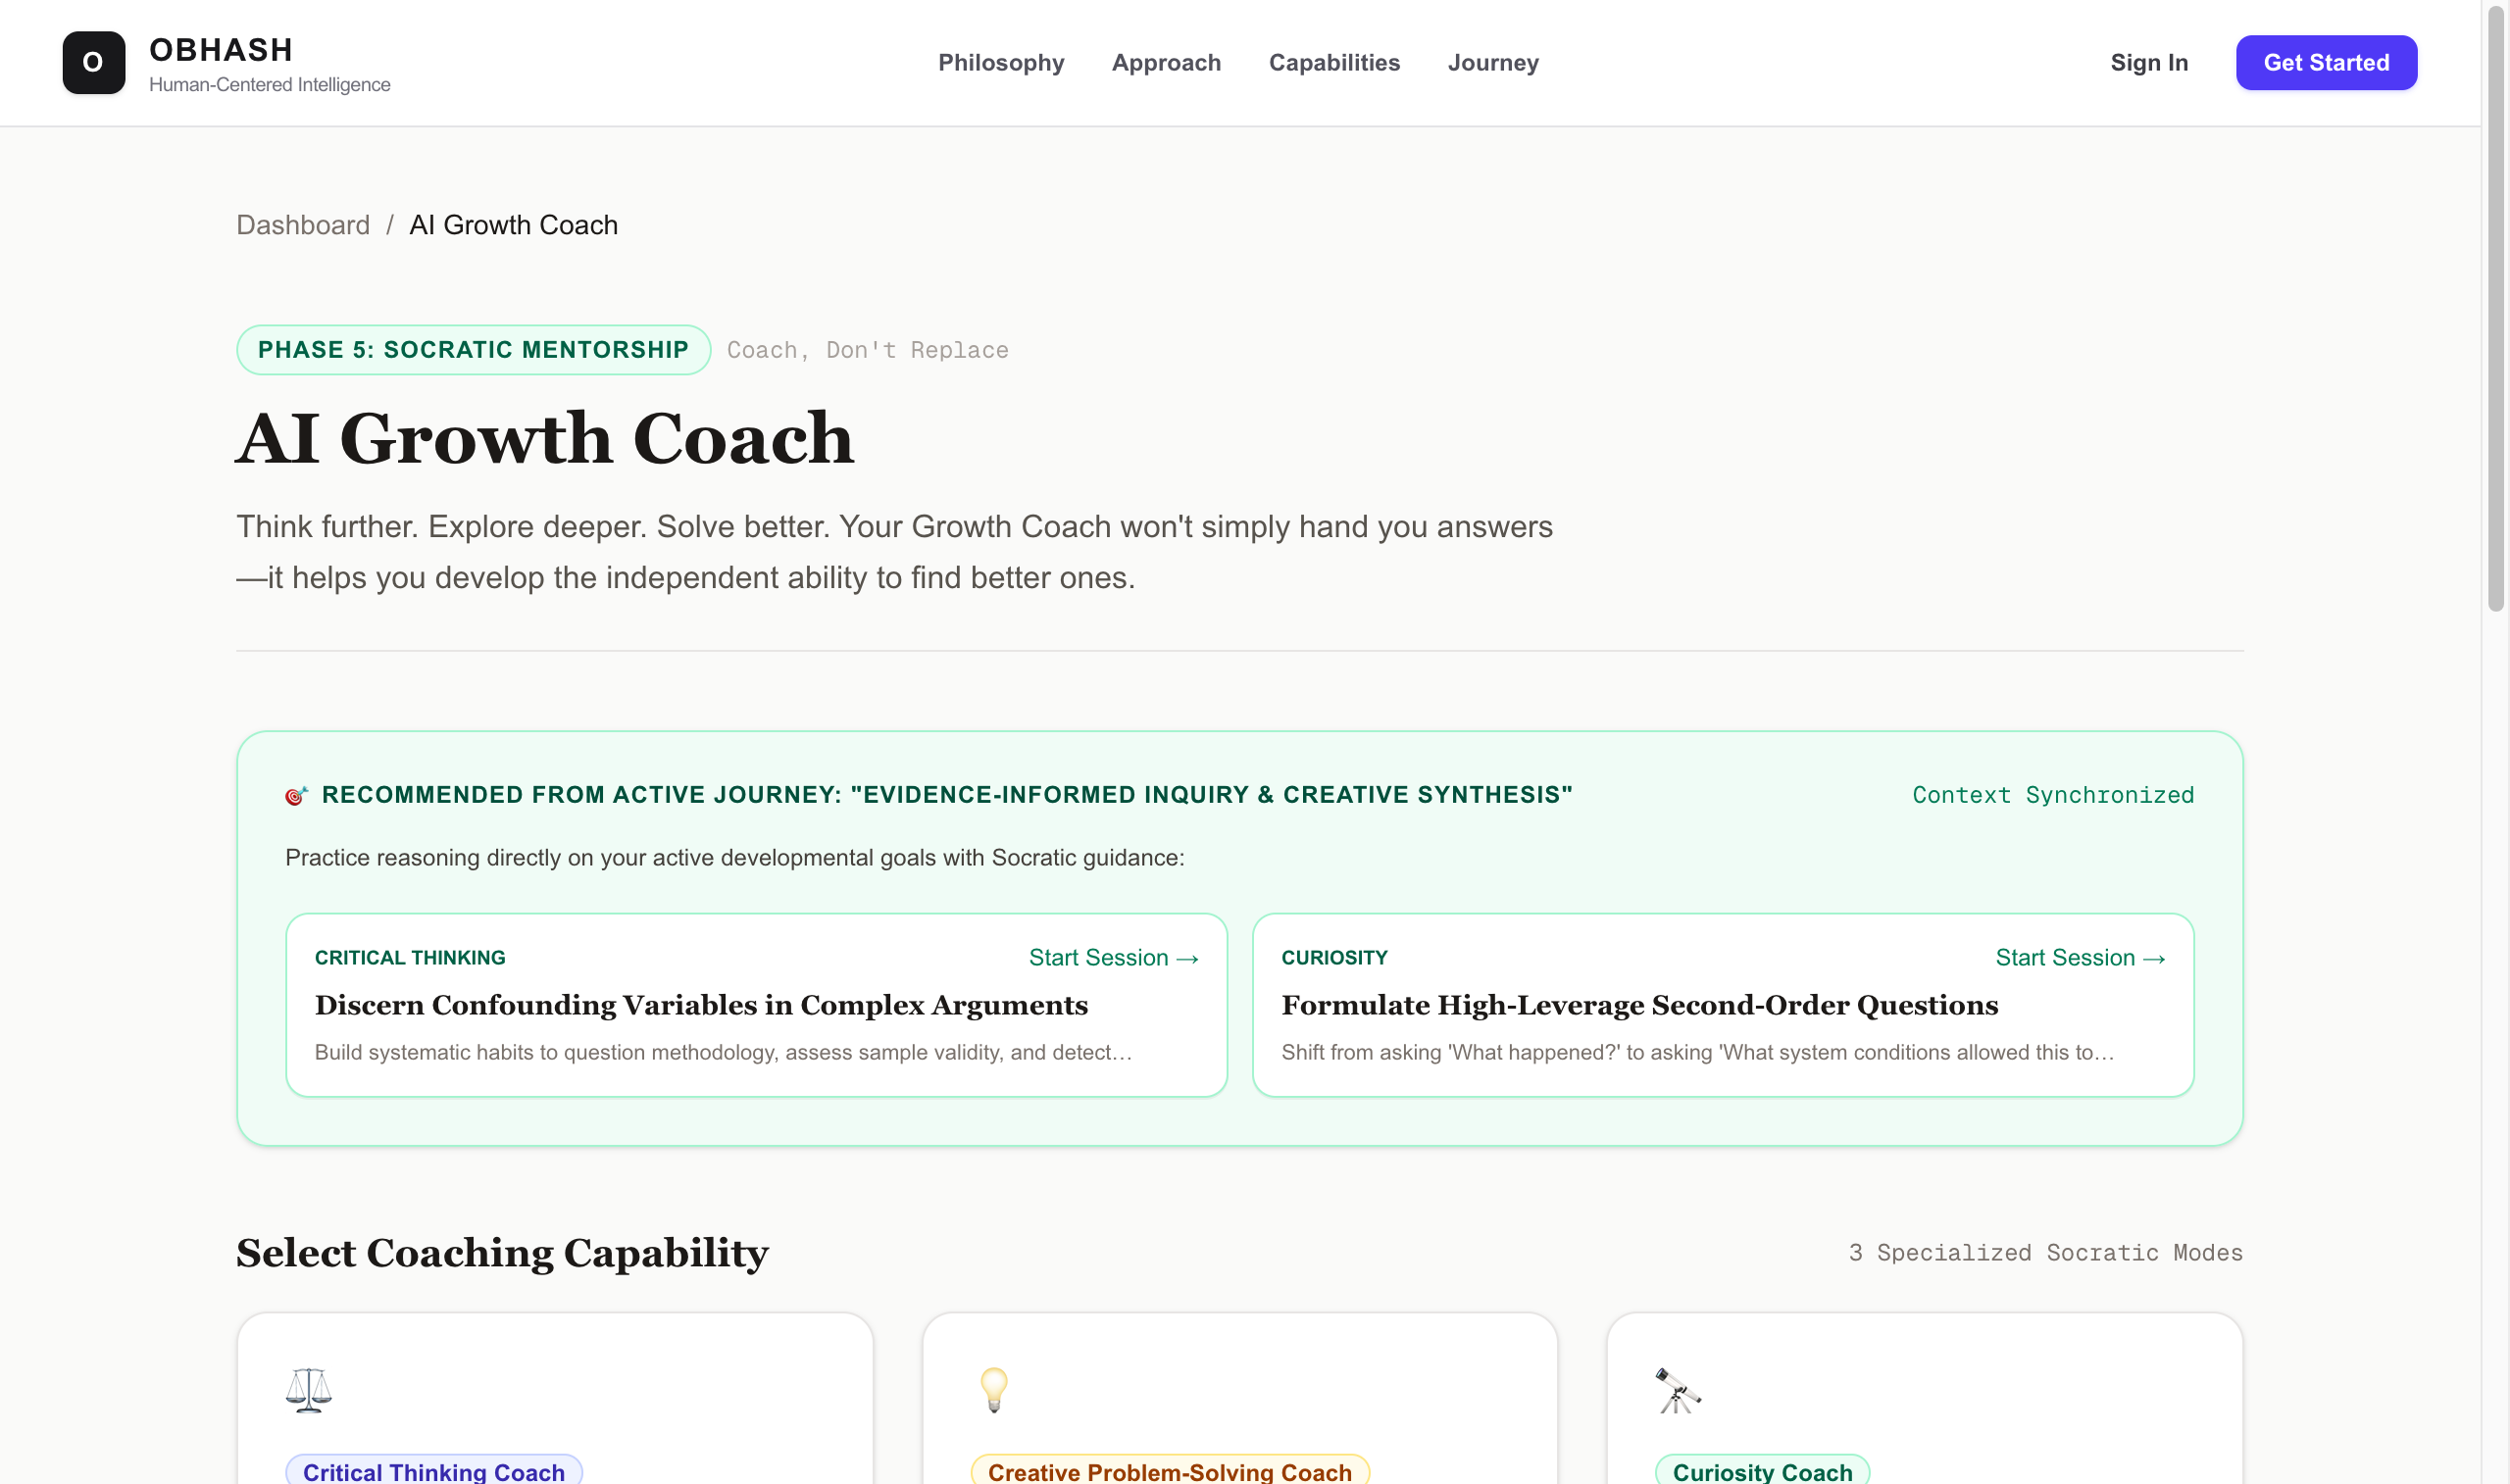 O
OBHASH
Human-Centered Intelligence
Philosophy
Approach
Capabilities
Journey
Sign In
Get Started
Dashboard / AI Growth Coach
PHASE 5: SOCRATIC MENTORSHIP
Coach, Don't Replace
AI Growth Coach
Think further. Explore deeper. Solve better. Your Growth Coach won't simply hand you answers
—it helps you develop the independent ability to find better ones.
RECOMMENDED FROM ACTIVE JOURNEY: "EVIDENCE-INFORMED INQUIRY & CREATIVE SYNTHESIS"
Context Synchronized
Practice reasoning directly on your active developmental goals with Socratic guidance:
CRITICAL THINKING
Start Session →
Discern Confounding Variables in Complex Arguments
Build systematic habits to question methodology, assess sample validity, and detect…
CURIOSITY
Start Session →
Formulate High-Leverage Second-Order Questions
Shift from asking 'What happened?' to asking 'What system conditions allowed this to…
Select Coaching Capability
3 Specialized Socratic Modes
Critical Thinking Coach
Creative Problem-Solving Coach
Curiosity Coach